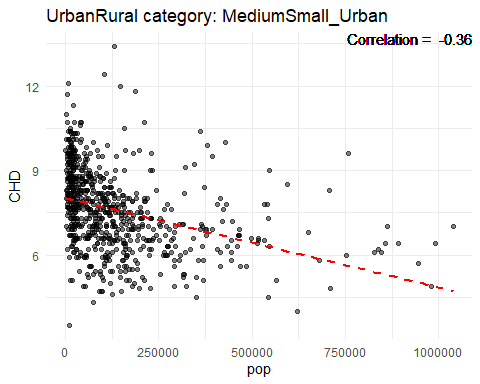 UrbanRural category: MediumSmall_Urban
Correlation = -0.36
12
9
6
CHD
0 250000 500000 750000 1000000
pop